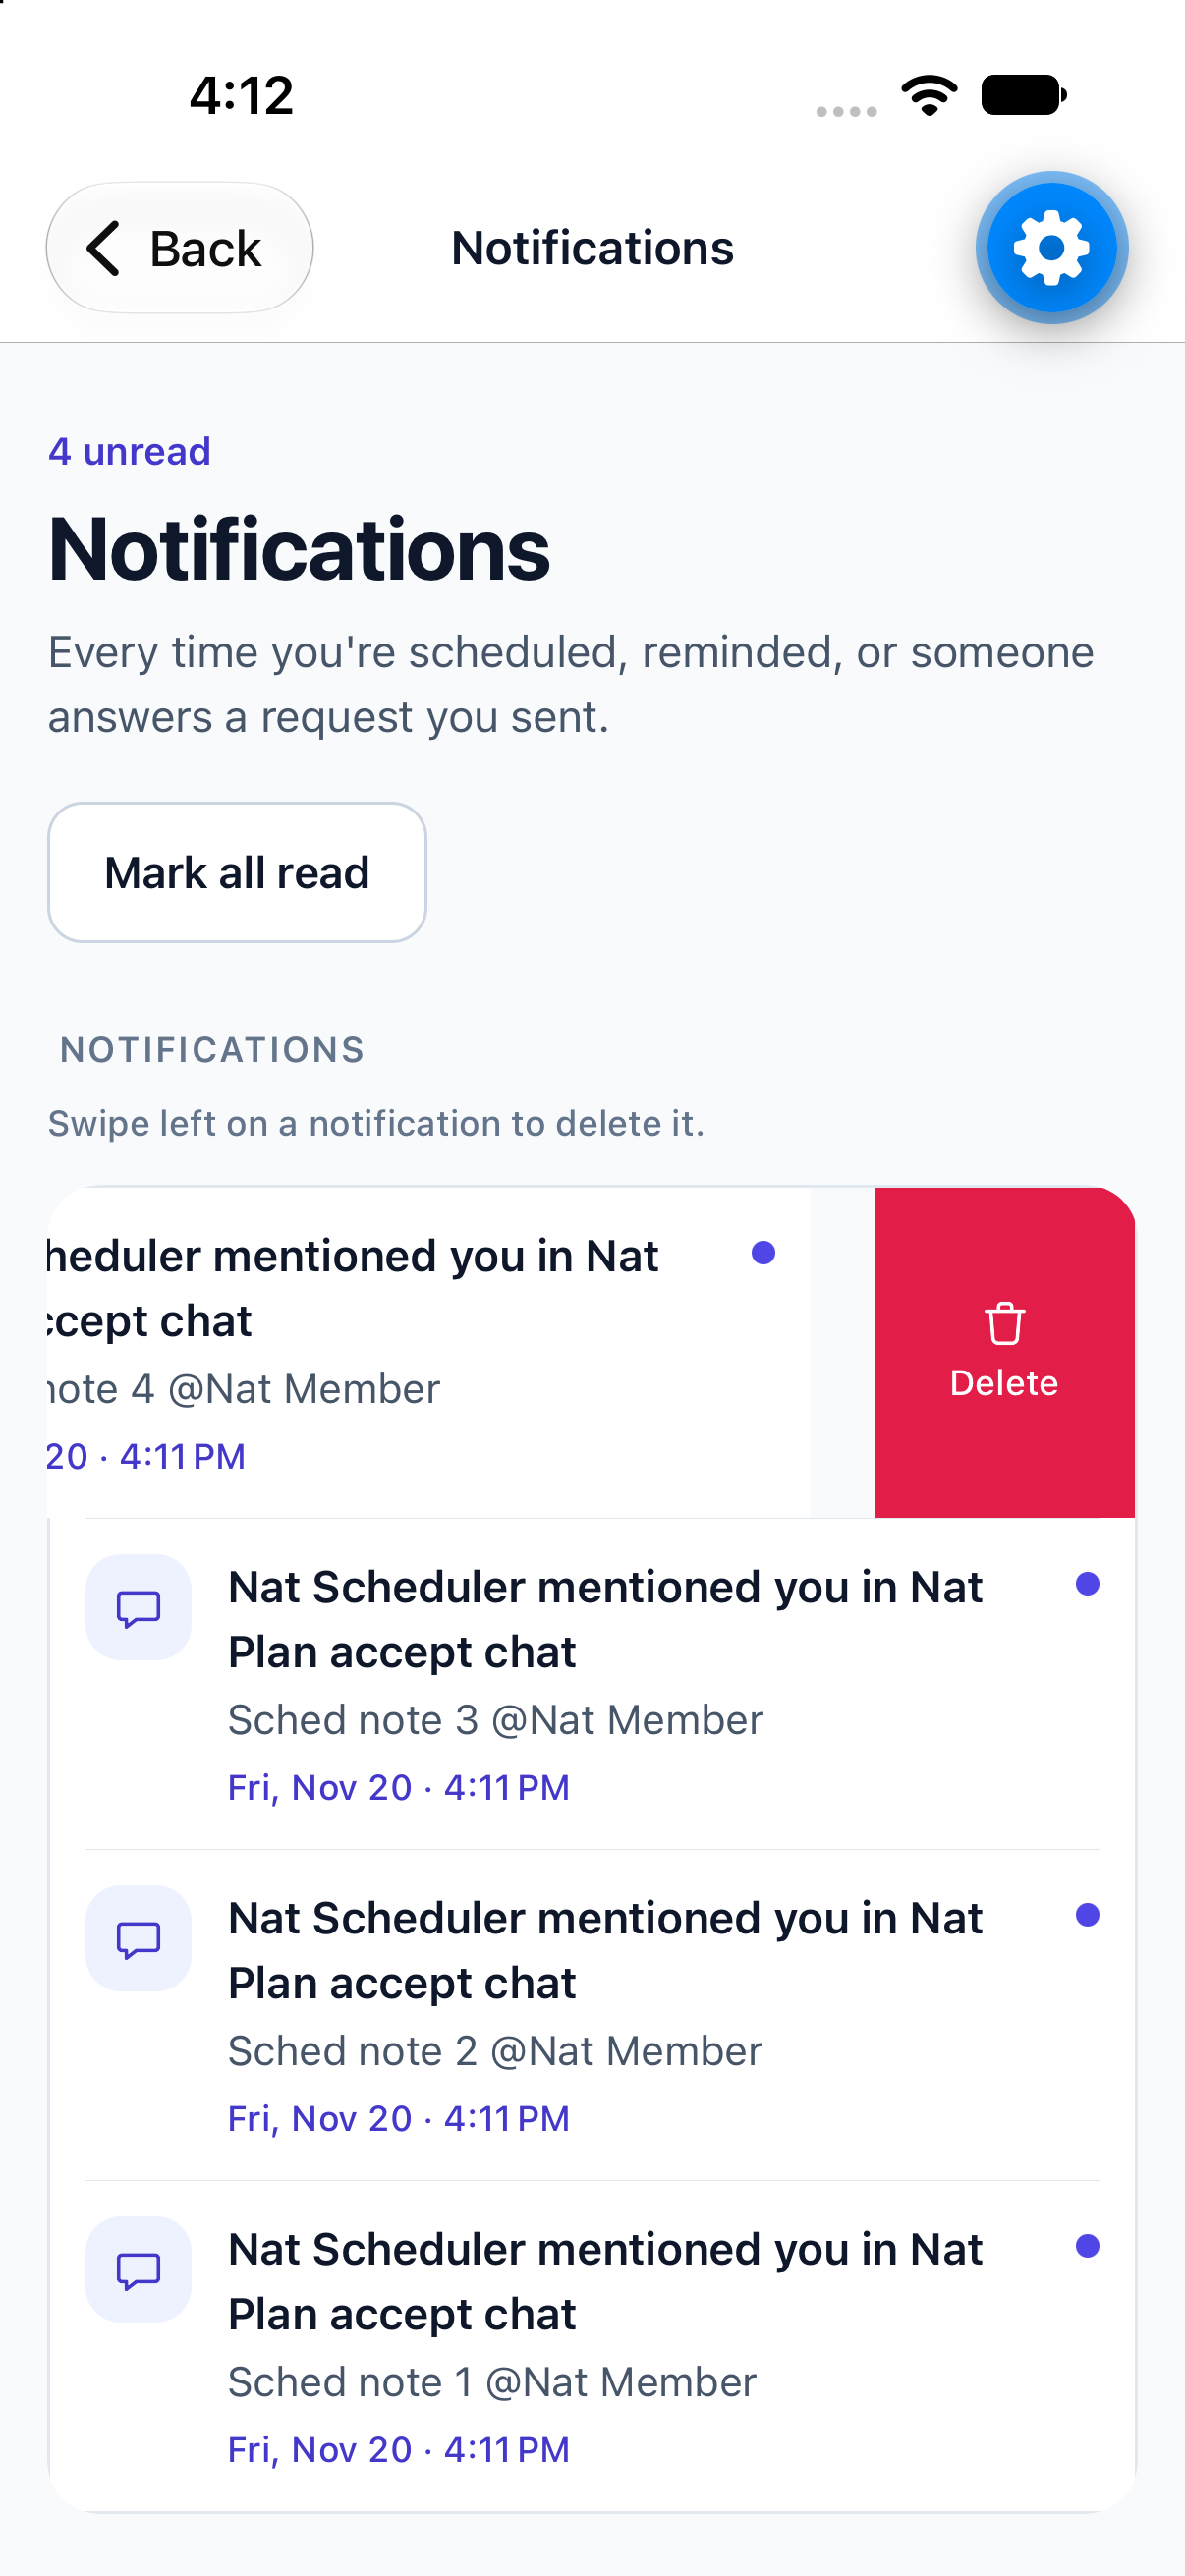 4:12
Back
Notifications
4 unread
Notifications
Every time you're scheduled, reminded, or someone
answers a request you sent.
Mark all read
NOTIFICATIONS
Swipe left on a notification to delete it.
heduler mentioned you in Nat
ccept chat
note 4 @Nat Member
20 · 4:11 PM
Delete
Nat Scheduler mentioned you in Nat
Plan accept chat
Sched note 3 @Nat Member
Fri, Nov 20 · 4:11 PM
Nat Scheduler mentioned you in Nat
Plan accept chat
Sched note 2 @Nat Member
Fri, Nov 20 · 4:11 PM
Nat Scheduler mentioned you in Nat
Plan accept chat
Sched note 1 @Nat Member
Fri, Nov 20 · 4:11 PM